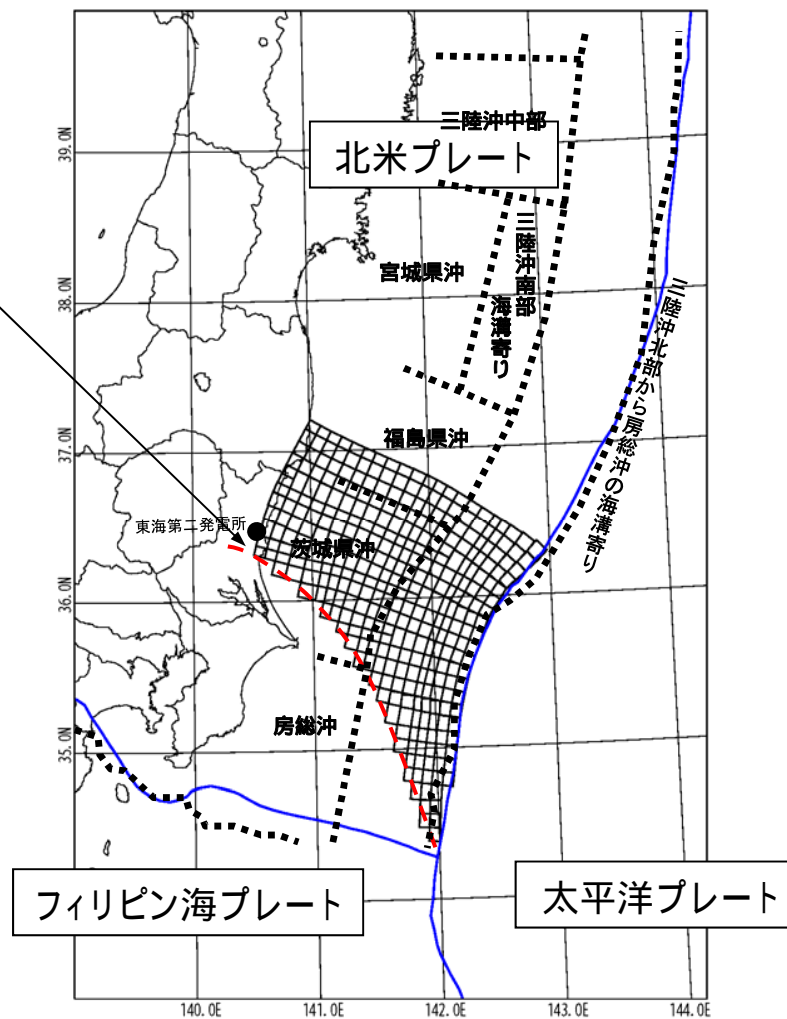 三陸沖中部
北米プレート
39.0N
三陸沖南部
海溝寄り
宮城県沖
38.0N
三陸沖北部から房総沖の海溝寄り
福島県沖
37.0N
東海第二発電所
茨城県沖
36.0N
房総沖
35.0N
フィリピン海プレート
太平洋プレート
140.0E
141.0E
142.0E
143.0E
144.0E